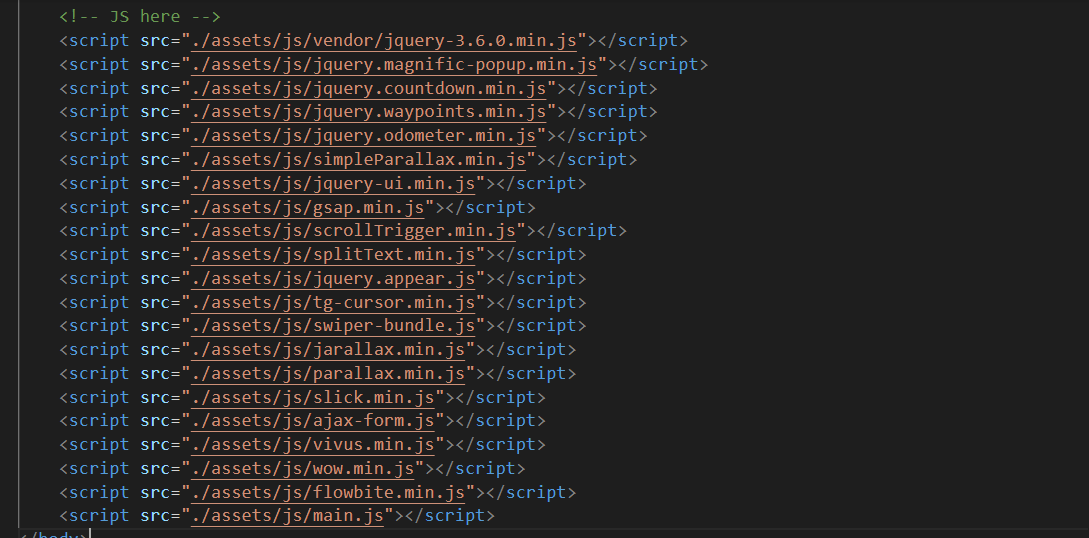 <!-- JS here -->
<script src="./assets/js/vendor/jquery-3.6.0.min.js"></script>
<script src="./assets/js/jquery.magnific-popup.min.js"></script>
<script src="./assets/js/jquery.countdown.min.js"></script>
<script src="./assets/js/jquery.waypoints.min.js"></script>
<script src="./assets/js/jquery.odometer.min.js"></script>
<script src="./assets/js/simpleParallax.min.js"></script>
<script src="./assets/js/jquery-ui.min.js"></script>
<script src="./assets/js/gsap.min.js"></script>
<script src="./assets/js/scrollTrigger.min.js"></script>
<script src="./assets/js/splitText.min.js"></script>
<script src="./assets/js/jquery.appear.js"></script>
<script src="./assets/js/tg-cursor.min.js"></script>
<script src="./assets/js/swiper-bundle.js"></script>
<script src="./assets/js/jarallax.min.js"></script>
<script src="./assets/js/parallax.min.js"></script>
<script src="./assets/js/slick.min.js"></script>
<script src="./assets/js/ajax-form.js"></script>
<script src="./assets/js/vivus.min.js"></script>
<script src="./assets/js/wow.min.js"></script>
<script src="./assets/js/flowbite.min.js"></script>
<script src="./assets/js/main.js"></script>
</body>